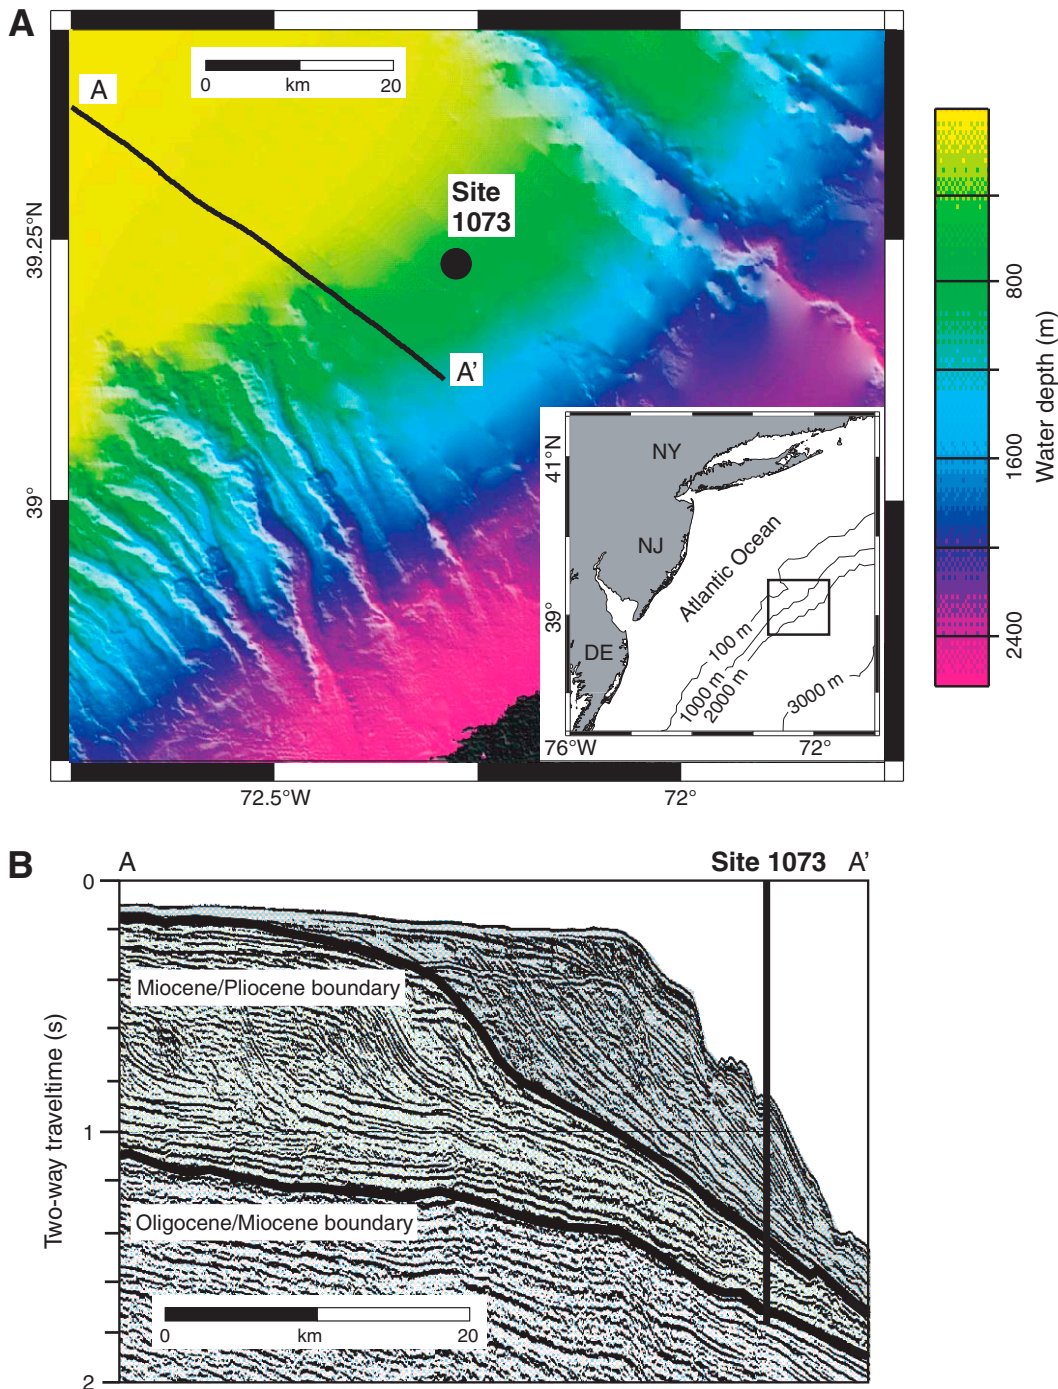 A
A
0 km 20
Site
1073
A'
39.25°N
39°
72.5°W
72°
800
1600
2400
Water depth (m)
NY
NJ
DE
Atlantic Ocean
100 m
1000 m
2000 m
3000 m
41°N
39°
76°W
72°
B
A
Site 1073
A'
0
1
2
Two-way traveltime (s)
Miocene/Pliocene boundary
Oligocene/Miocene boundary
0 km 20